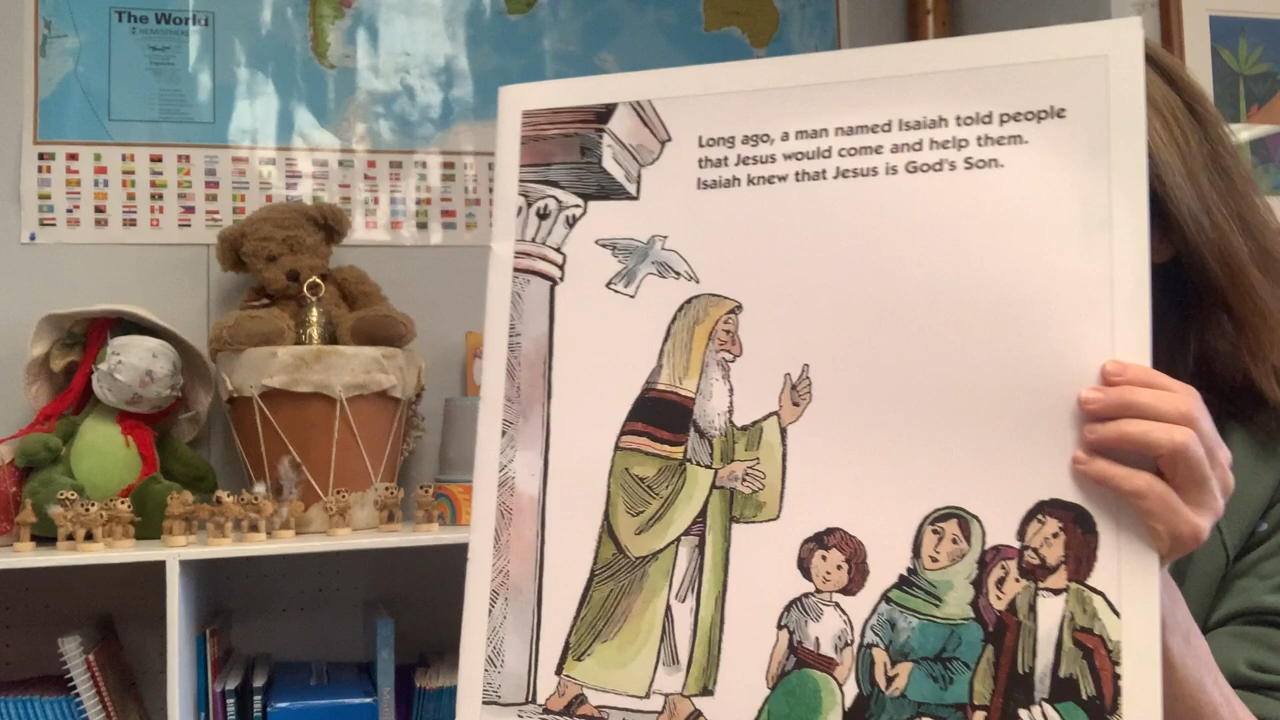 The World
HEMISPHERE
Long ago, a man named Isaiah told people
that Jesus would come and help them.
Isaiah knew that Jesus is God's Son.